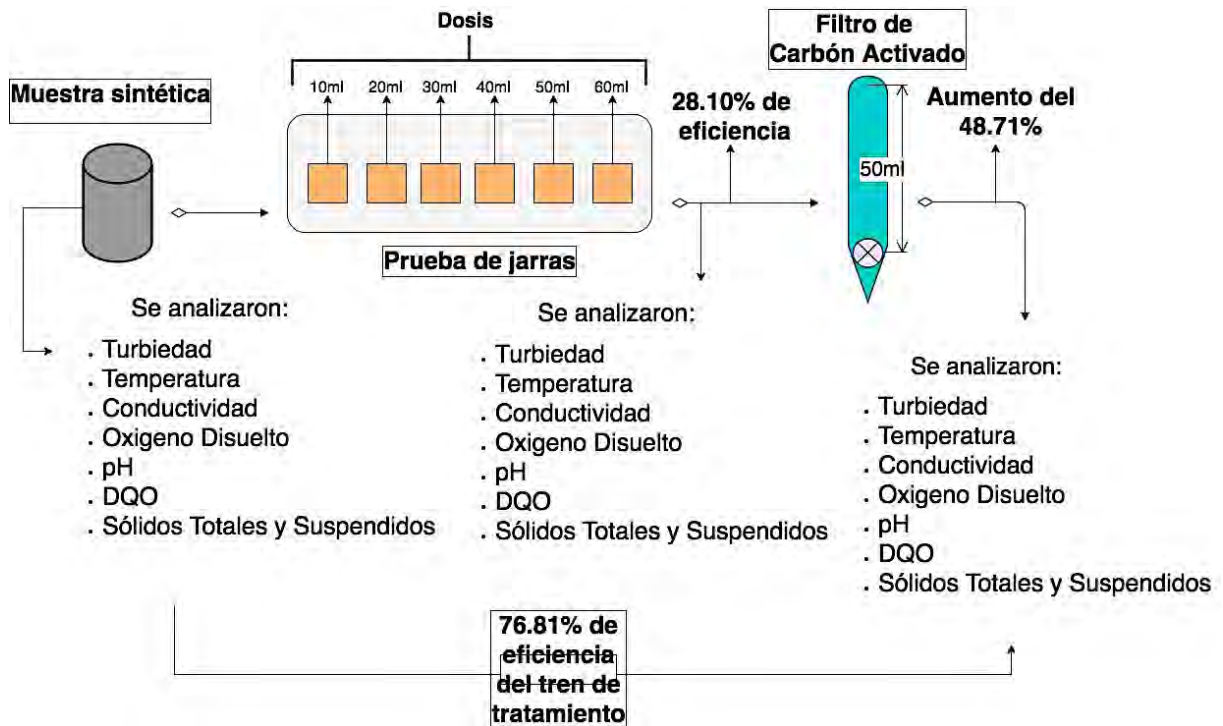 Dosis
Filtro de
Carbón Activado
Muestra sintética
10ml
20ml
30ml
40ml
50ml
60ml
28.10% de
eficiencia
Aumento del
48.71%
50ml
Prueba de jarras
Se analizaron:
. Turbiedad
. Temperatura
. Conductividad
. Oxigeno Disuelto
. pH
. DQO
. Sólidos Totales y Suspendidos
Se analizaron:
. Turbiedad
. Temperatura
. Conductividad
. Oxigeno Disuelto
. pH
. DQO
. Sólidos Totales y Suspendidos
Se analizaron:
. Turbiedad
. Temperatura
. Conductividad
. Oxigeno Disuelto
. pH
. DQO
. Sólidos Totales y Suspendidos
76.81% de
eficiencia
del tren de
tratamiento